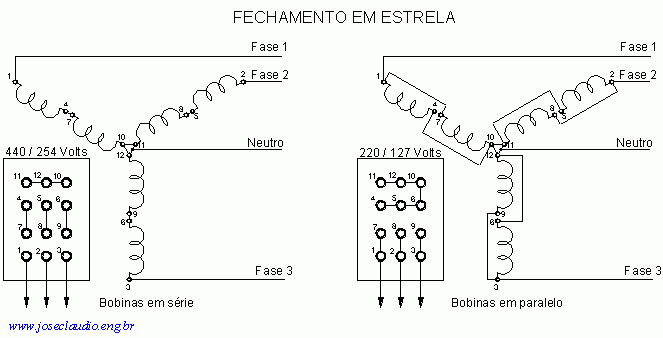 FECHAMENTO EM ESTRELA
Fase 1
1
Fase 2
2
4
7
8
5
10
11
12
Neutro
9
6
3
Fase 3
440 / 254 Volts
11 12 10
4 5 6
7 8 9
1 2 3
Bobinas em série
Fase 1
1
Fase 2
2
4
7
8
5
10
11
12
Neutro
9
6
3
Fase 3
220 / 127 Volts
11 12 10
4 5 6
7 8 9
1 2 3
Bobinas em paralelo
www.joseclaudio.eng.br